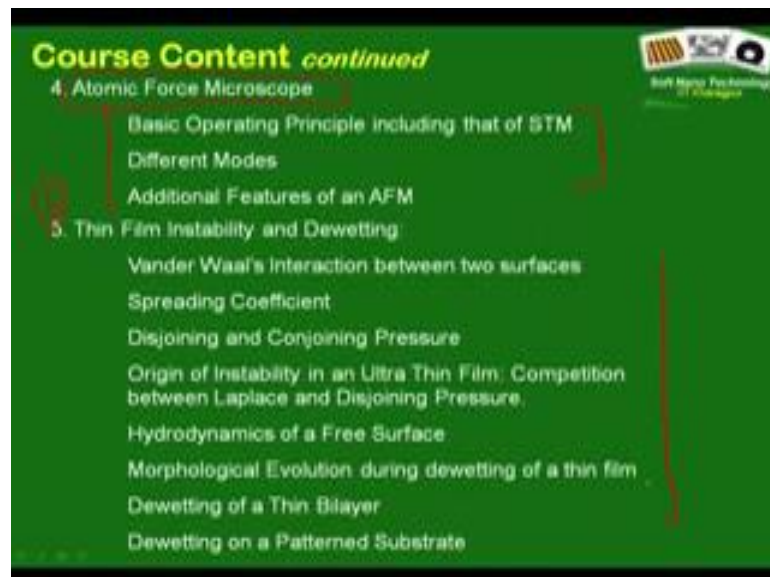 Course Content continued
4. Atomic Force Microscope
Basic Operating Principle including that of STM
Different Modes
Additional Features of an AFM
5. Thin Film Instability and Dewetting
Vander Waal's Interaction between two surfaces
Spreading Coefficient
Disjoining and Conjoining Pressure
Origin of Instability in an Ultra Thin Film: Competition
between Laplace and Disjoining Pressure.
Hydrodynamics of a Free Surface
Morphological Evolution during dewetting of a thin film
Dewetting of a Thin Bilayer
Dewetting on a Patterned Substrate